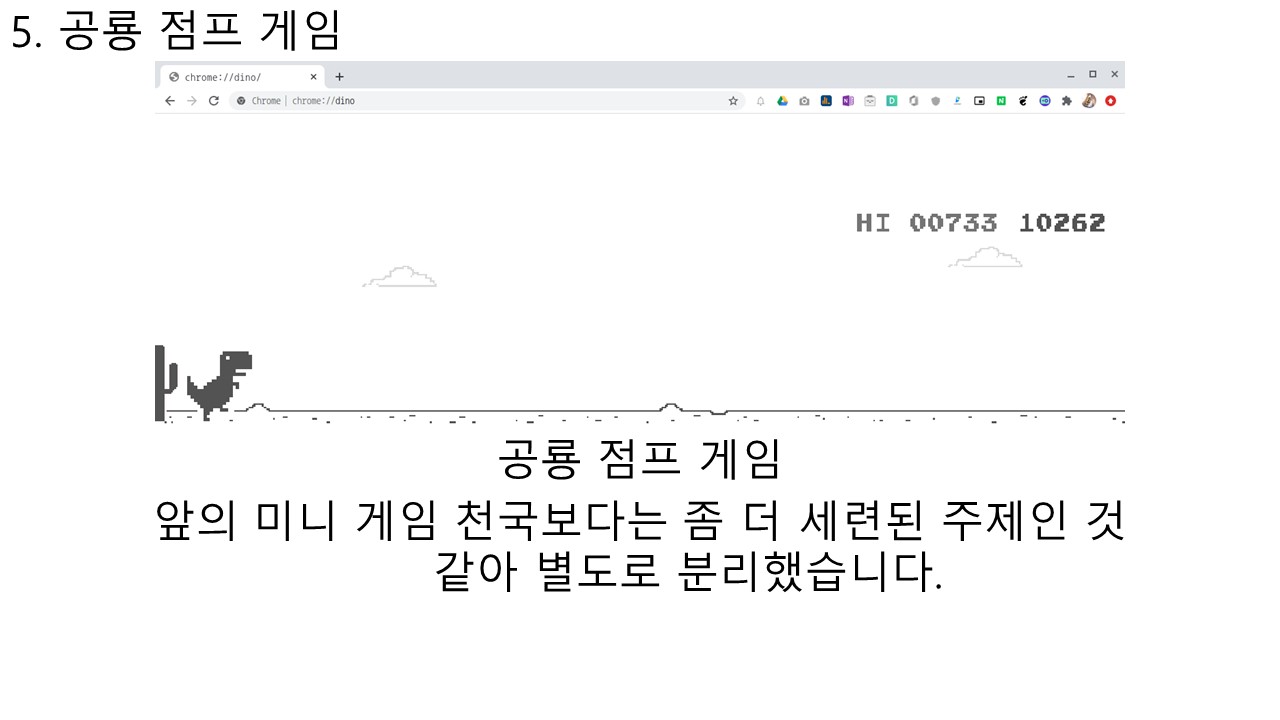 5. 공룡 점프 게임
chrome://dino/
Chrome | chrome://dino
HI 00733 10262
공룡 점프 게임
앞의 미니 게임 천국보다는 좀 더 세련된 주제인 것
같아 별도로 분리했습니다.